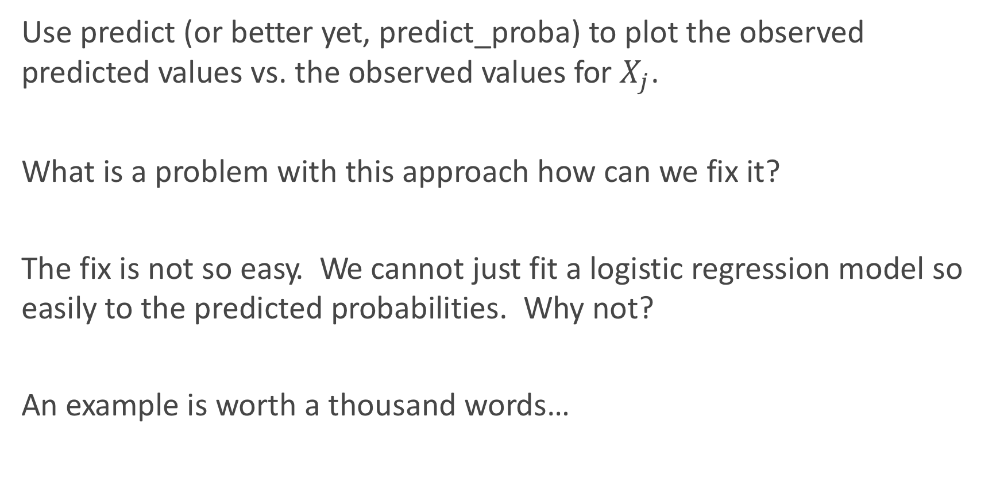 Use predict (or better yet, predict_proba) to plot the observed
predicted values vs. the observed values for X_j.
What is a problem with this approach how can we fix it?
The fix is not so easy.  We cannot just fit a logistic regression model so
easily to the predicted probabilities.  Why not?
An example is worth a thousand words...